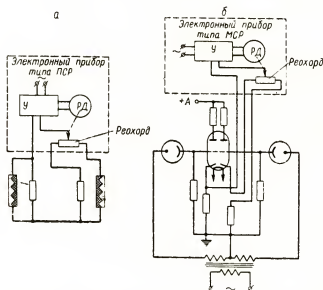 а
Электронный прибор
типа ПСР
У
РД
Реохорд
~
б
Электронный прибор
типа МСР
~
У
РД
Реохорд
+А
~